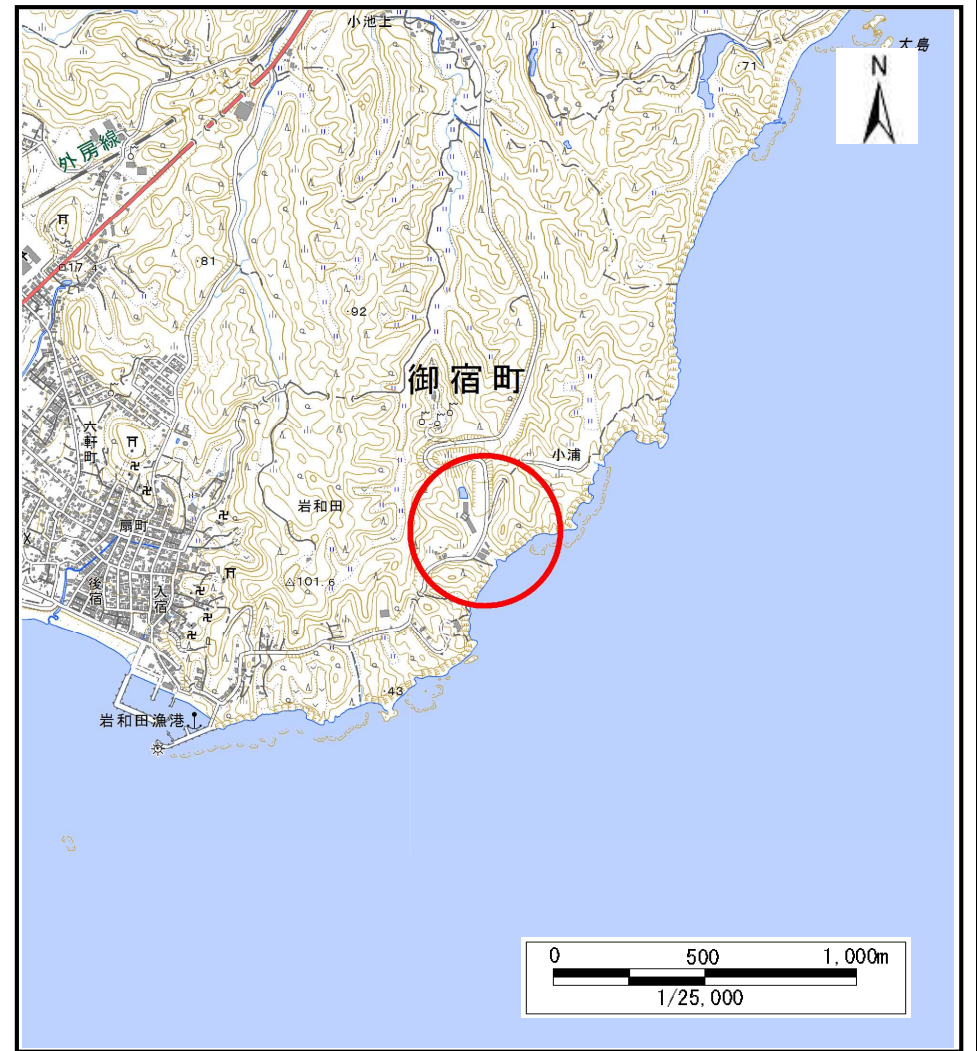 小池上
大島
N
・71
外房線
17.4
・81
・92
御宿町
六軒町
小浦
岩和田
扇町
後宿
入宿
△101.6
・43
岩和田漁港
0 500 1,000m
1/25,000